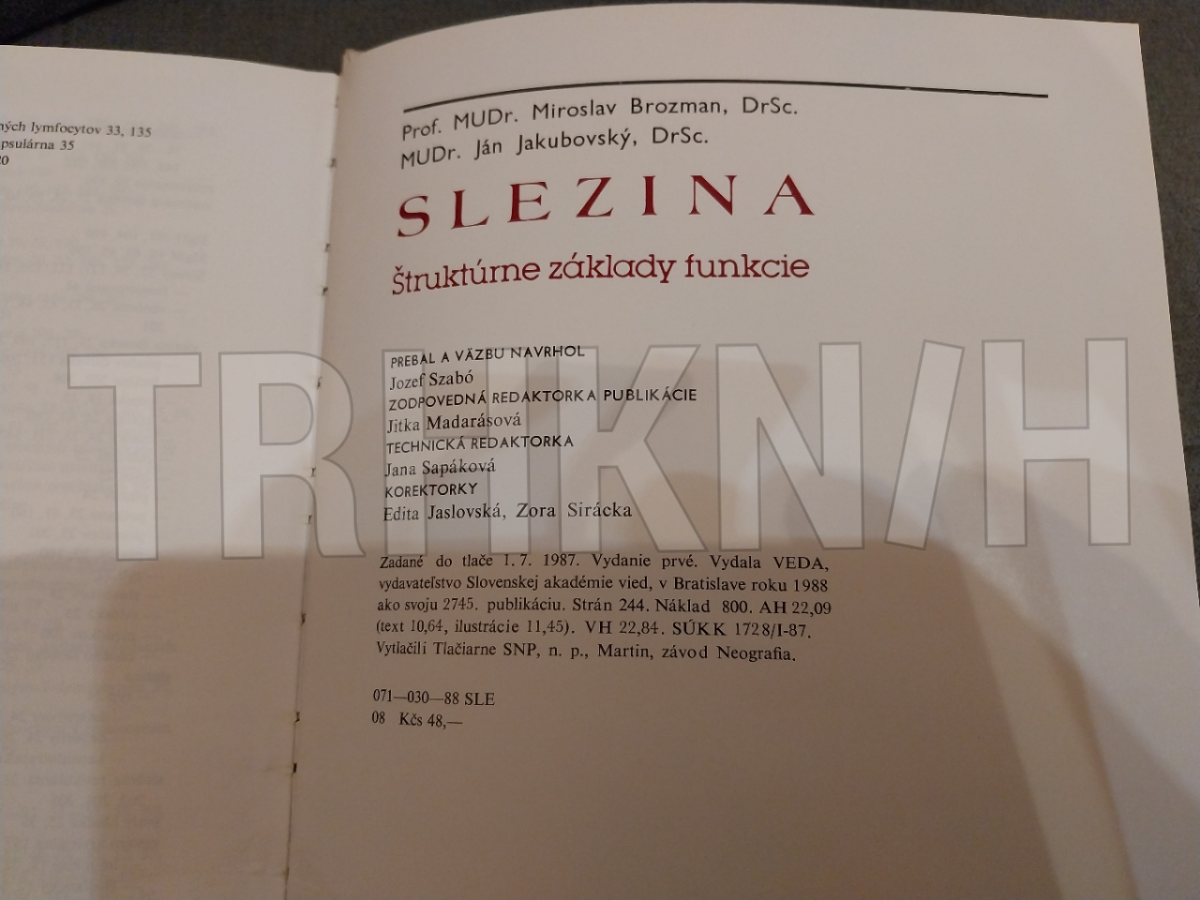 ných lymfocytov 33, 135
psulárna 35
20
Prof. MUDr. Miroslav Brozman, DrSc.
MUDr. Ján Jakubovský, DrSc.
SLEZINA
Štruktúrne základy funkcie
PREBAL A VÄZBU NAVRHOL
Jozef Szabó
ZODPOVEDNÁ REDAKTORKA PUBLIKÁCIE
Jitka Madarásová
TECHNICKÁ REDAKTORKA
Jana Sapáková
KOREKTORKY
Edita Jaslovská, Zora Sirácka
Zadané do tlače 1. 7. 1987. Vydanie prvé. Vydala VEDA,
vydavateľstvo Slovenskej akadémie vied, v Bratislave roku 1988
ako svoju 2745. publikáciu. Strán 244. Náklad 800. AH 22,09
(text 10,64, ilustrácie 11,45). VH 22,84. SÚKK 1728/I-87.
Vytlačili Tlačiarne SNP, n. p., Martin, závod Neografia.
071—030—88 SLE
08 Kčs 48,—
TRHKN/H